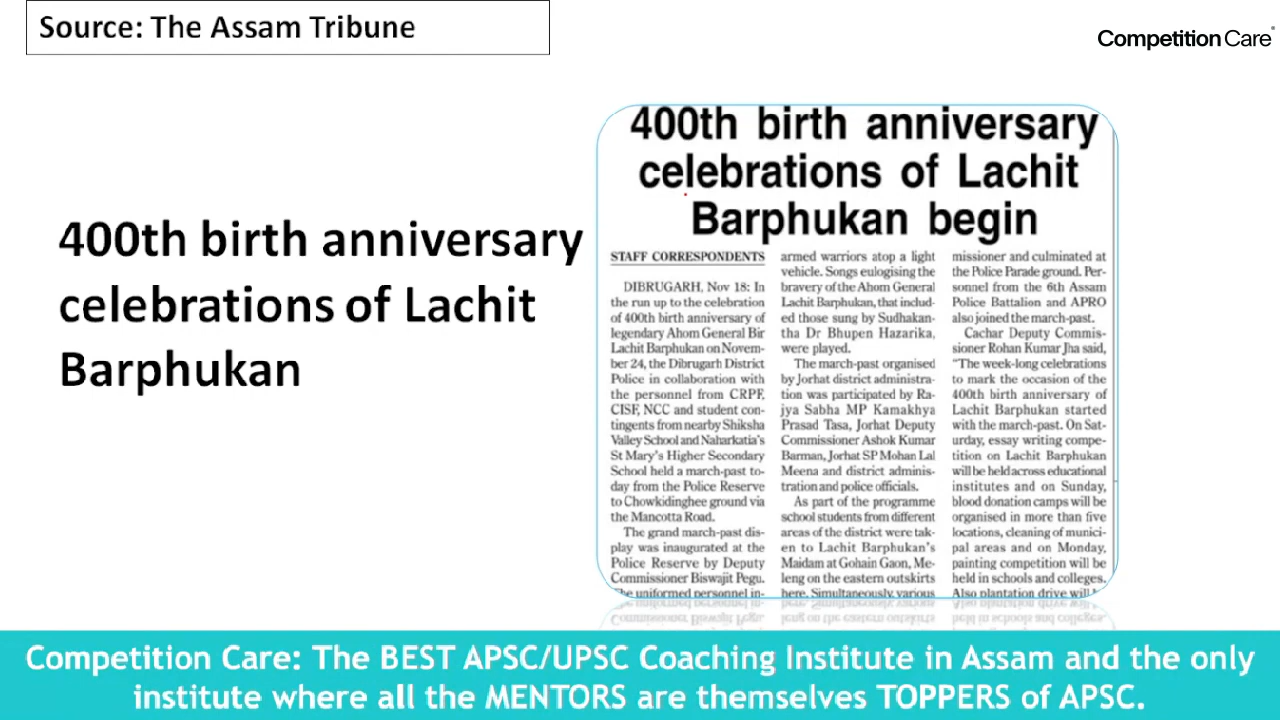 Source: The Assam Tribune
Competition Care
400th birth anniversary
celebrations of Lachit
Barphukan
400th birth anniversary
celebrations of Lachit
Barphukan begin
STAFF CORRESPONDENTS
DIBRUGARH, Nov 18: In
the run up to the celebration
of 400th birth anniversary of
legendary Ahom General Bir
Lachit Barphukan on Novem-
ber 24, the Dibrugarh District
Police in collaboration with
the personnel from CRPF,
CISF, NCC and student con-
tingents from nearby Shiksha
Valley School and Naharkatia's
St Mary's Higher Secondary
School held a march-past to-
day from the Police Reserve
to Chowkidinghee ground via
the Mancotta Road.
The grand march-past dis-
play was inaugurated at the
Police Reserve by Deputy
Commissioner Biswajit Pegu.
The uniformed personnel in-
armed warriors atop a light
vehicle. Songs eulogising the
bravery of the Ahom General
Lachit Barphukan, that includ-
ed those sung by Sudhakan-
tha Dr Bhupen Hazarika,
were played.
The march-past organised
by Jorhat district administra-
tion was participated by Ra-
jya Sabha MP Kamakhya
Prasad Tasa, Jorhat Deputy
Commissioner Ashok Kumar
Barman, Jorhat SP Mohan Lal
Meena and district adminis-
tration and police officials.
As part of the programme
school students from different
areas of the district were tak-
en to Lachit Barphukan's
Maidam at Gohain Gaon, Me-
leng on the eastern outskirts
here. Simultaneously, various
missioner and culminated at
the Police Parade ground. Per-
sonnel from the 6th Assam
Police Battalion and APRO
also joined the march-past.
Cachar Deputy Commis-
sioner Rohan Kumar Jha said,
"The week-long celebrations
to mark the occasion of the
400th birth anniversary of
Lachit Barphukan started
with the march-past. On Sat-
urday, essay writing compe-
tition on Lachit Barphukan
will be held across educational
institutes and on Sunday,
blood donation camps will be
organised in more than five
locations, cleaning of munici-
pal areas and on Monday,
painting competition will be
held in schools and colleges.
Also plantation drive will
Competition Care: The BEST APSC/UPSC Coaching Institute in Assam and the only
institute where all the MENTORS are themselves TOPPERS of APSC.